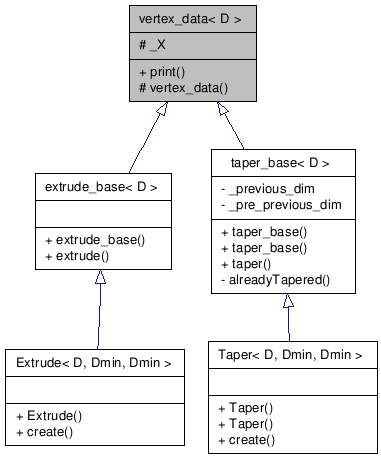 vertex_data< D >
# _X
+ print()
# vertex_data()
extrude_base< D >
+ extrude_base()
+ extrude()
taper_base< D >
- _previous_dim
- _pre_previous_dim
+ taper_base()
+ taper_base()
+ taper()
- alreadyTapered()
Extrude< D, Dmin, Dmin >
+ Extrude()
+ create()
Taper< D, Dmin, Dmin >
+ Taper()
+ Taper()
+ create()